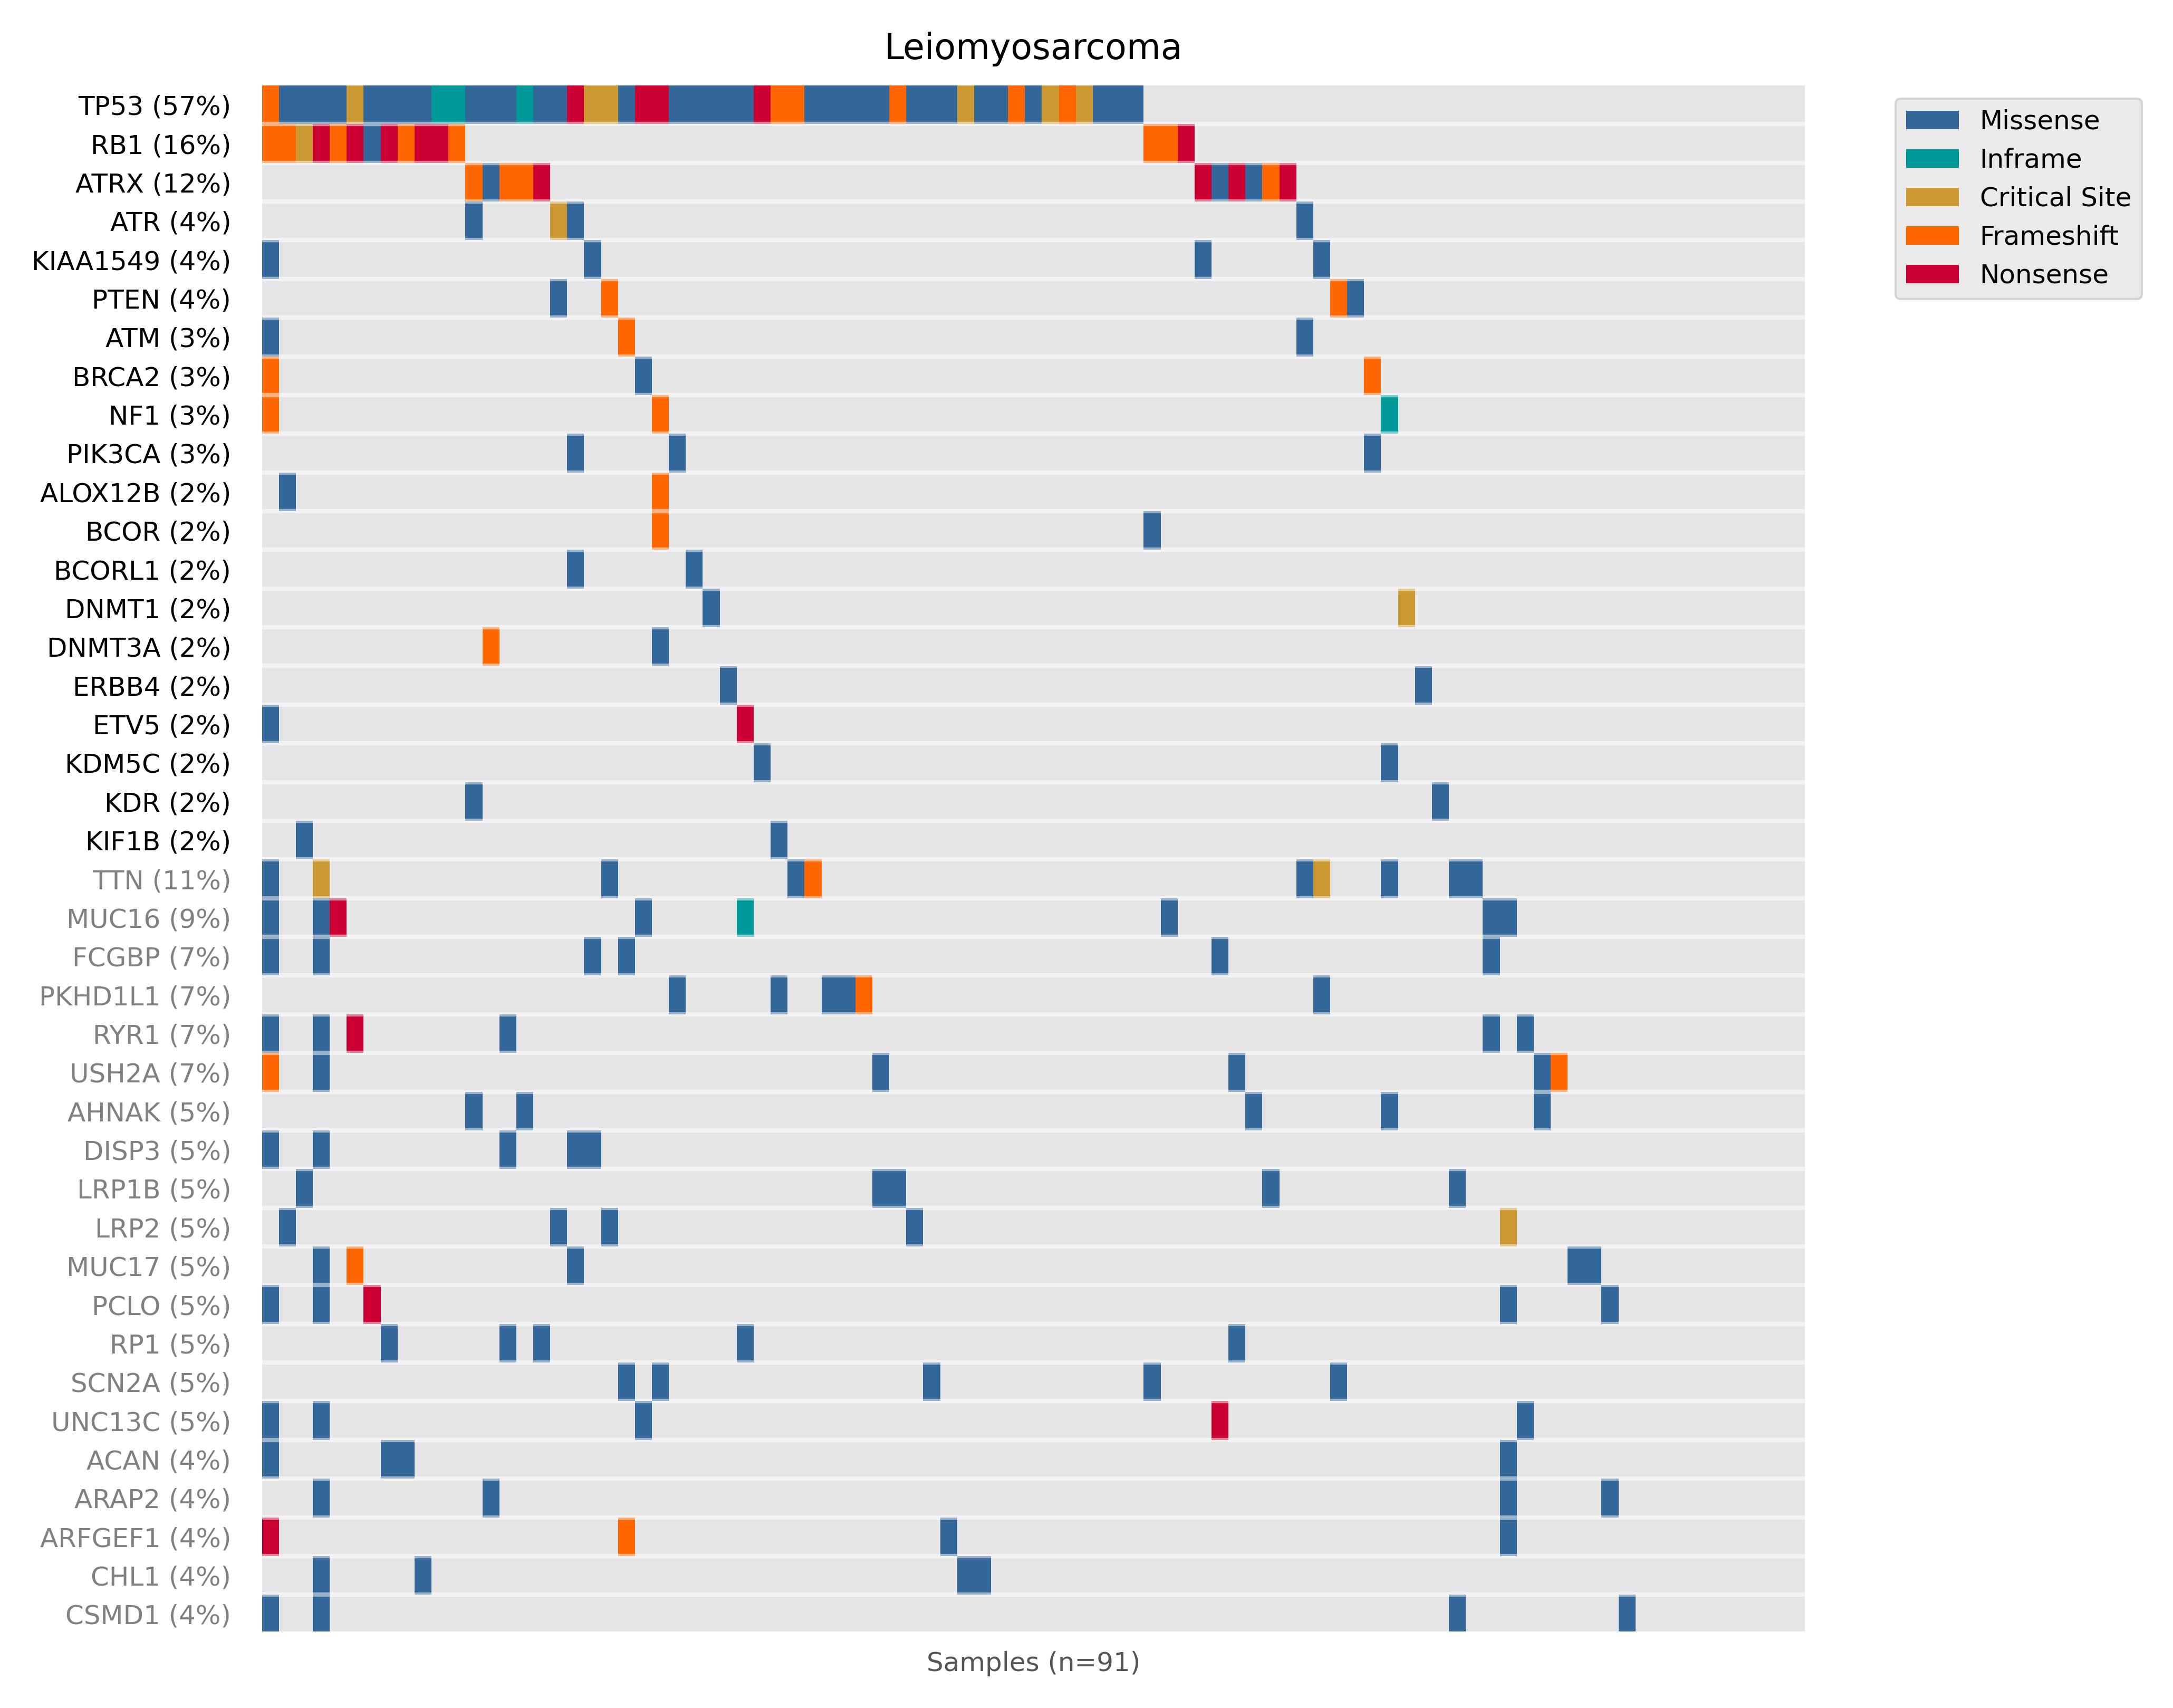 Leiomyosarcoma
TP53 (57%)
RB1 (16%)
ATRX (12%)
ATR (4%)
KIAA1549 (4%)
PTEN (4%)
ATM (3%)
BRCA2 (3%)
NF1 (3%)
PIK3CA (3%)
ALOX12B (2%)
BCOR (2%)
BCORL1 (2%)
DNMT1 (2%)
DNMT3A (2%)
ERBB4 (2%)
ETV5 (2%)
KDM5C (2%)
KDR (2%)
KIF1B (2%)
TTN (11%)
MUC16 (9%)
FCGBP (7%)
PKHD1L1 (7%)
RYR1 (7%)
USH2A (7%)
AHNAK (5%)
DISP3 (5%)
LRP1B (5%)
LRP2 (5%)
MUC17 (5%)
PCLO (5%)
RP1 (5%)
SCN2A (5%)
UNC13C (5%)
ACAN (4%)
ARAP2 (4%)
ARFGEF1 (4%)
CHL1 (4%)
CSMD1 (4%)
Samples (n=91)
Missense
Inframe
Critical Site
Frameshift
Nonsense